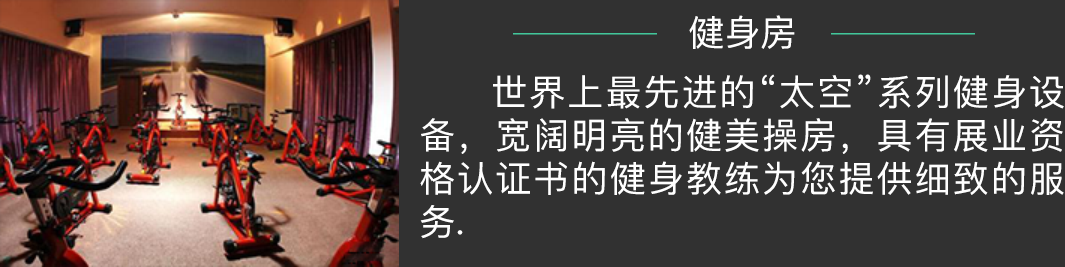 健身房
世界上最先进的“太空”系列健身设
备，宽阔明亮的健美操房，具有展业资
格认证书的健身教练为您提供细致的服
务.